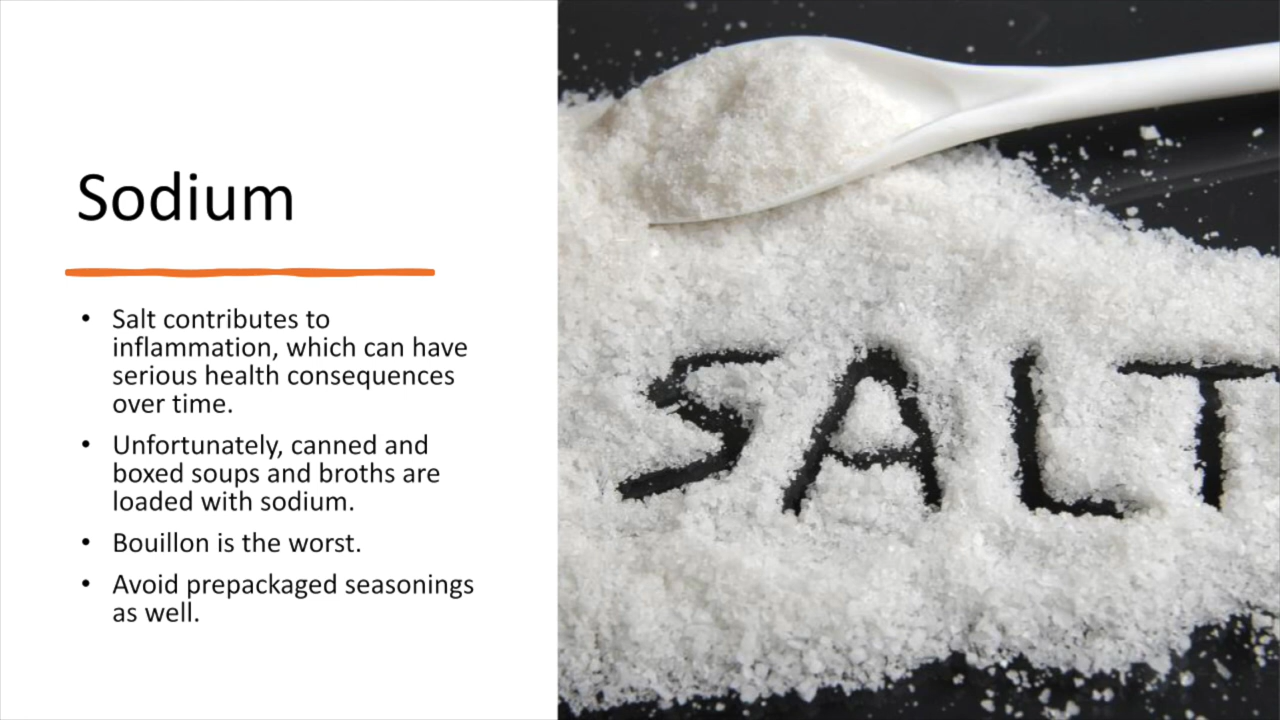 Sodium
• Salt contributes to
inflammation, which can have
serious health consequences
over time.
• Unfortunately, canned and
boxed soups and broths are
loaded with sodium.
• Bouillon is the worst.
• Avoid prepackaged seasonings
as well.
SALT